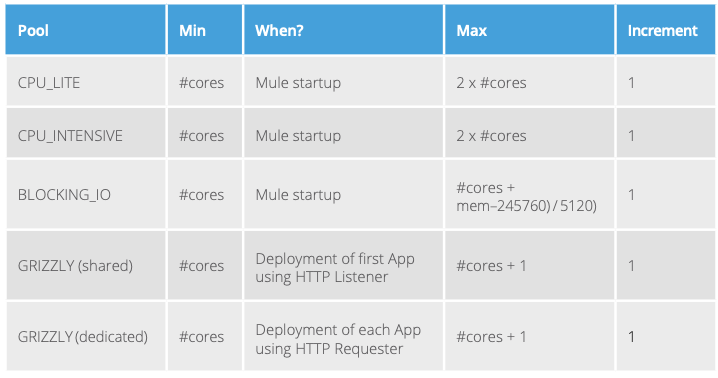 Pool Min When? Max Increment
CPU_LITE #cores Mule startup 2 x #cores 1
CPU_INTENSIVE #cores Mule startup 2 x #cores 1
BLOCKING_IO #cores Mule startup #cores +
mem–245760) / 5120) 1
GRIZZLY (shared) #cores Deployment of first App
using HTTP Listener #cores + 1 1
GRIZZLY (dedicated) #cores Deployment of each App
using HTTP Requester #cores + 1 1